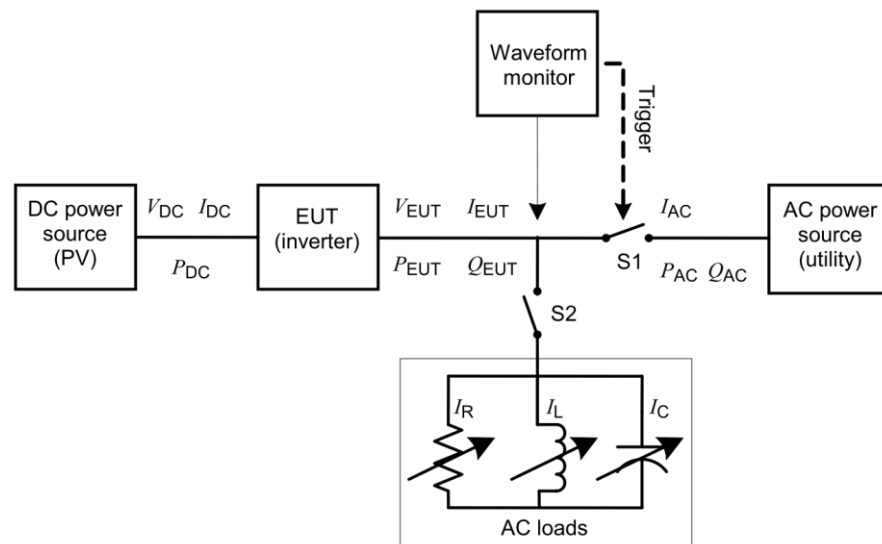 Waveform
monitor
Trigger
DC power
source
(PV)
V_DC I_DC
P_DC
EUT
(inverter)
V_EUT I_EUT
P_EUT Q_EUT
I_AC
S1
P_AC Q_AC
AC power
source
(utility)
S2
I_R I_L I_C
AC loads